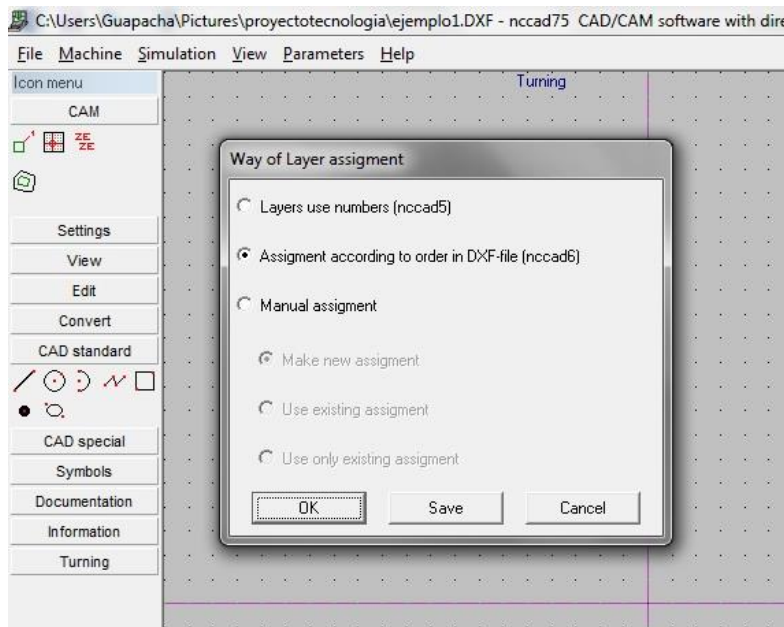 C:\Users\Guapacha\Pictures\proyectotecnologia\ejemplo1.DXF - nccad75 CAD/CAM software with dire
File Machine Simulation View Parameters Help
Icon menu
Turning
CAM
ZE
ZE
Way of Layer assigment
Layers use numbers (nccad5)
Assigment according to order in DXF-file (nccad6)
Manual assigment
Make new assigment
Use existing assigment
Use only existing assigment
OK Save Cancel
Settings
View
Edit
Convert
CAD standard
CAD special
Symbols
Documentation
Information
Turning